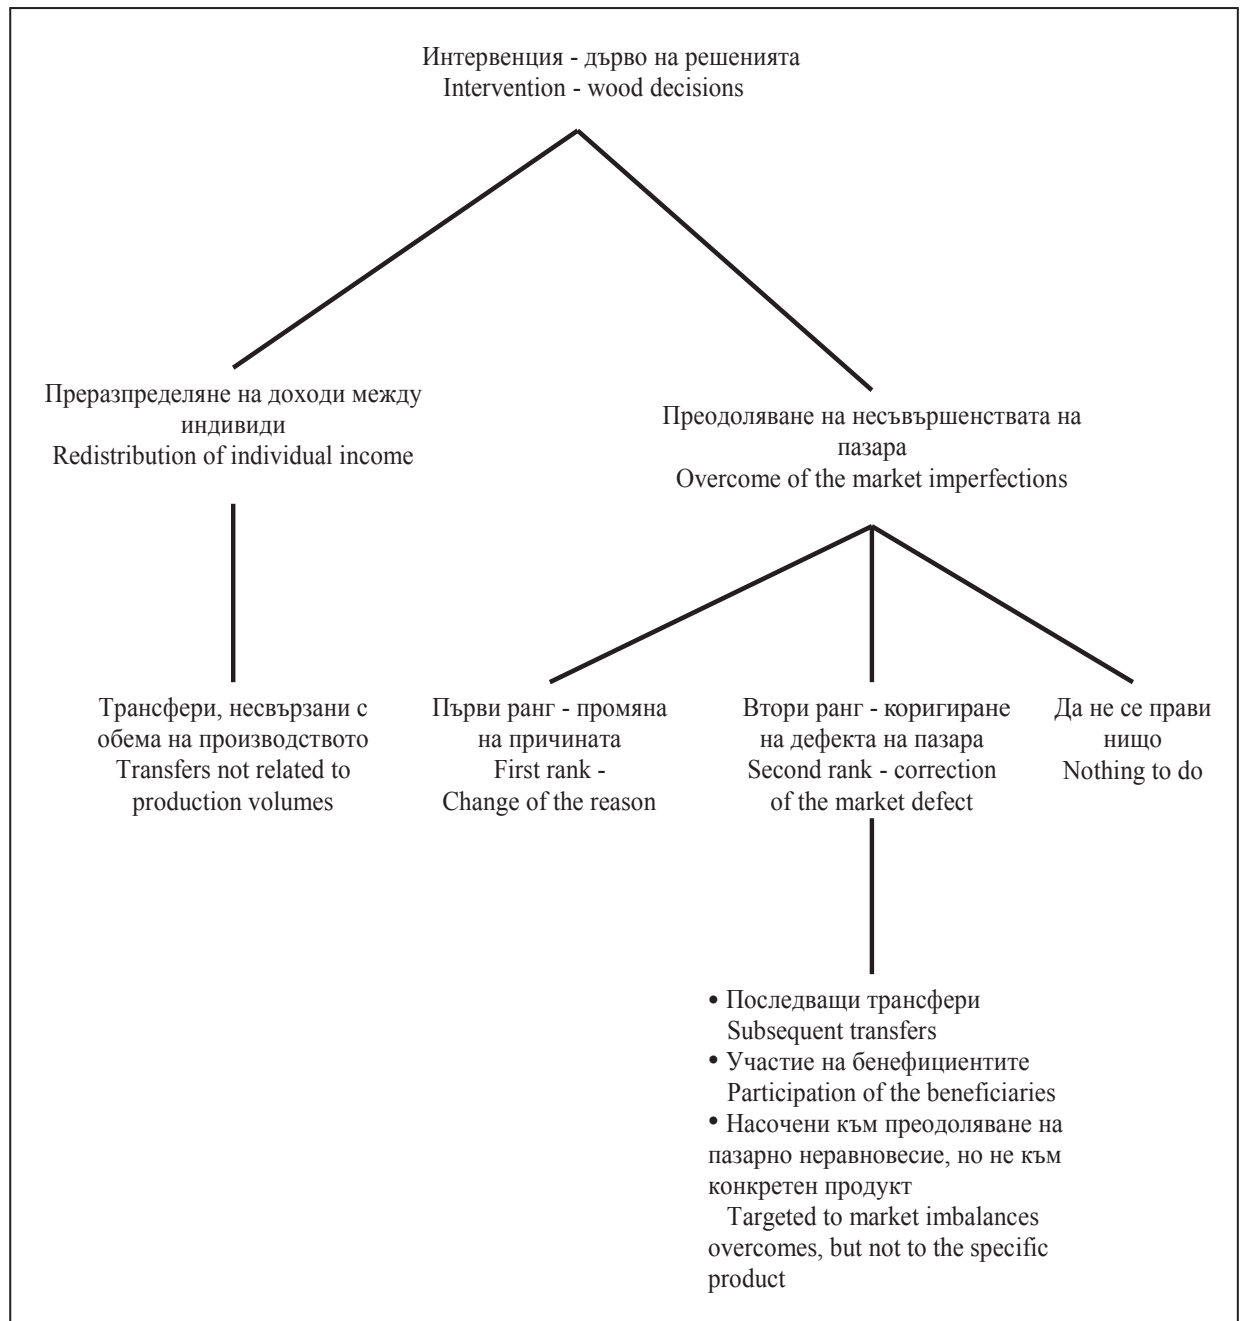 Интервенция - дърво на решенията
Intervention - wood decisions
Преразпределяне на доходи между
индивиди
Redistribution of individual income
Преодоляване на несъвършенствата на
пазара
Overcome of the market imperfections
Трансфери, несвързани с
обема на производството
Transfers not related to
production volumes
Първи ранг - промяна
на причината
First rank -
Change of the reason
Втори ранг - коригиране
на дефекта на пазара
Second rank - correction
of the market defect
Да не се прави
нищо
Nothing to do
• Последващи трансфери
Subsequent transfers
• Участие на бенефициентите
Participation of the beneficiaries
• Насочени към преодоляване на
пазарно неравновесие, но не към
конкретен продукт
Targeted to market imbalances
overcomes, but not to the specific
product